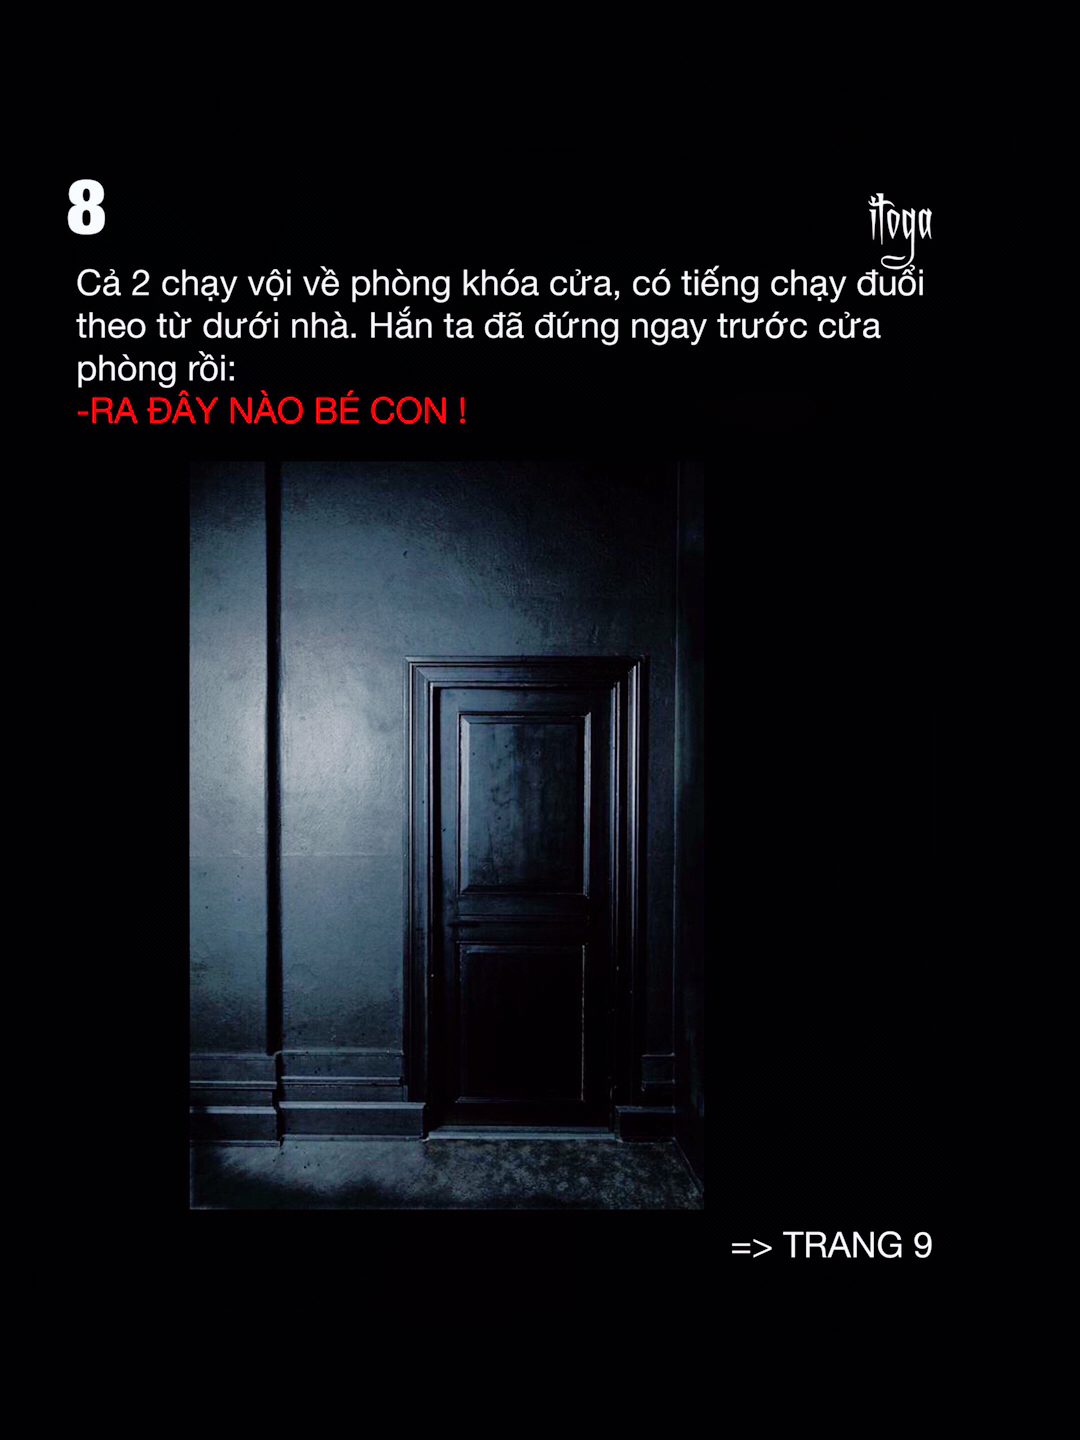 8
itoga
Cả 2 chạy vội về phòng khóa cửa, có tiếng chạy đuổi
theo từ dưới nhà. Hắn ta đã đứng ngay trước cửa
phòng rồi:
-RA ĐÂY NÀO BÉ CON !
=> TRANG 9